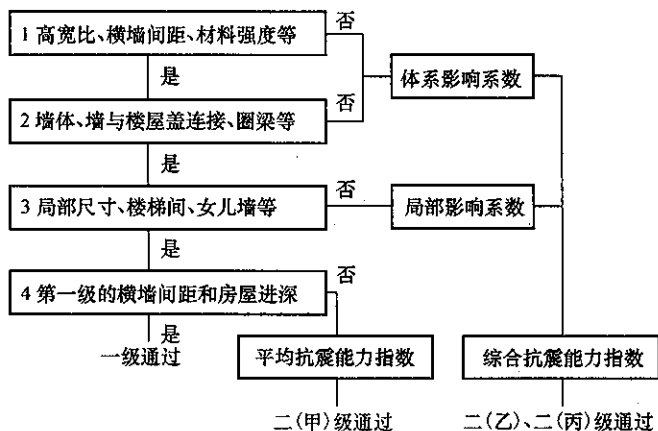 否
1 高宽比、横墙间距、材料强度等
体系影响系数
是
否
2 墙体、墙与楼屋盖连接、圈梁等
是
否
3 局部尺寸、楼梯间、女儿墙等
局部影响系数
是
否
4 第一级的横墙间距和房屋进深
是
一级通过
平均抗震能力指数
综合抗震能力指数
二(甲)级通过
二(乙)、二(丙)级通过